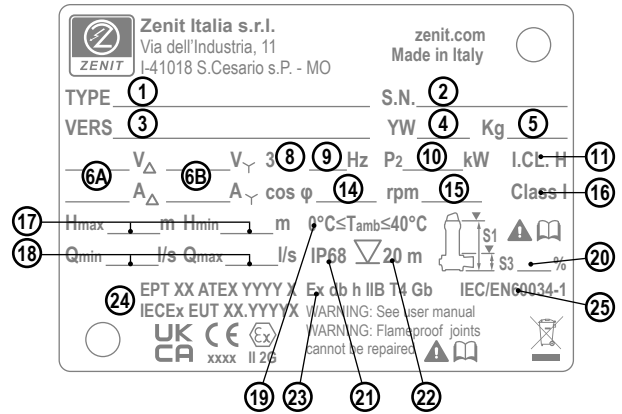 Zenit Italia s.r.l.
Via dell'Industria, 11
I-41018 S.Cesario s.P. - MO
ZENIT
zenit.com
Made in Italy
TYPE 1 S.N. 2
VERS 3 YW 4 Kg 5
6A V△ 6B VY 3 8 9 Hz P2 10 kW I.CL. H 11
A△ AY cos φ 14 rpm 15 Class I 16
17 Hmax m Hmin m 0°C≤Tamb≤40°C
18 Qmin l/s Qmax l/s IP68 20 m S1 S3 % 20
24 EPT XX ATEX YYYY X Ex db h IIB T4 Gb IEC/EN60034-1 25
IECEx EUT XX.YYYYX WARNING: See user manual
UK CA CE Ex WARNING: Flameproof joints
xxxx II 2G cannot be repaired
19 23 21 22